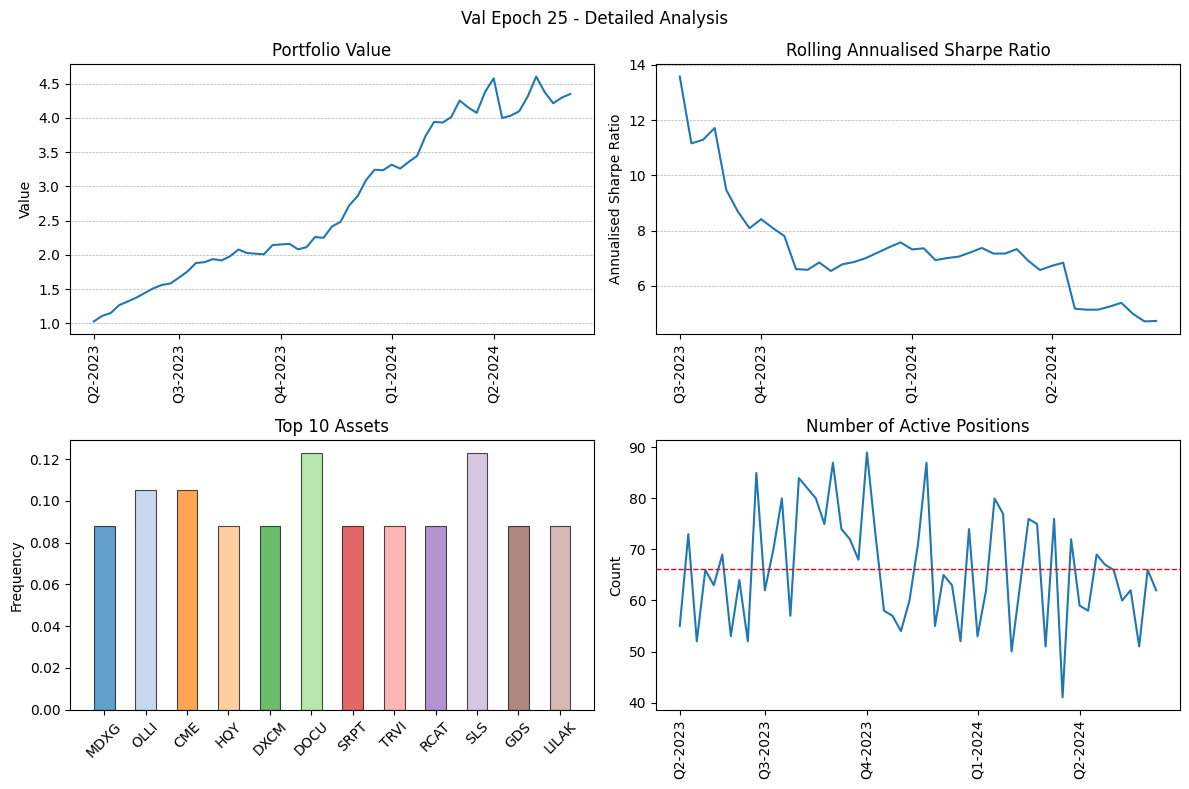 Val Epoch 25 - Detailed Analysis
Portfolio Value
Value
4.5
4.0
3.5
3.0
2.5
2.0
1.5
1.0
Q2-2023
Q3-2023
Q4-2023
Q1-2024
Q2-2024
Rolling Annualised Sharpe Ratio
Annualised Sharpe Ratio
14
12
10
8
6
Q3-2023
Q4-2023
Q1-2024
Q2-2024
Top 10 Assets
Frequency
0.12
0.10
0.08
0.06
0.04
0.02
0.00
MDXG
OLLI
CME
HQY
DXCM
DOCU
SRPT
TRVI
RCAT
SLS
GDS
LILAK
Number of Active Positions
Count
90
80
70
60
50
40
Q2-2023
Q3-2023
Q4-2023
Q1-2024
Q2-2024